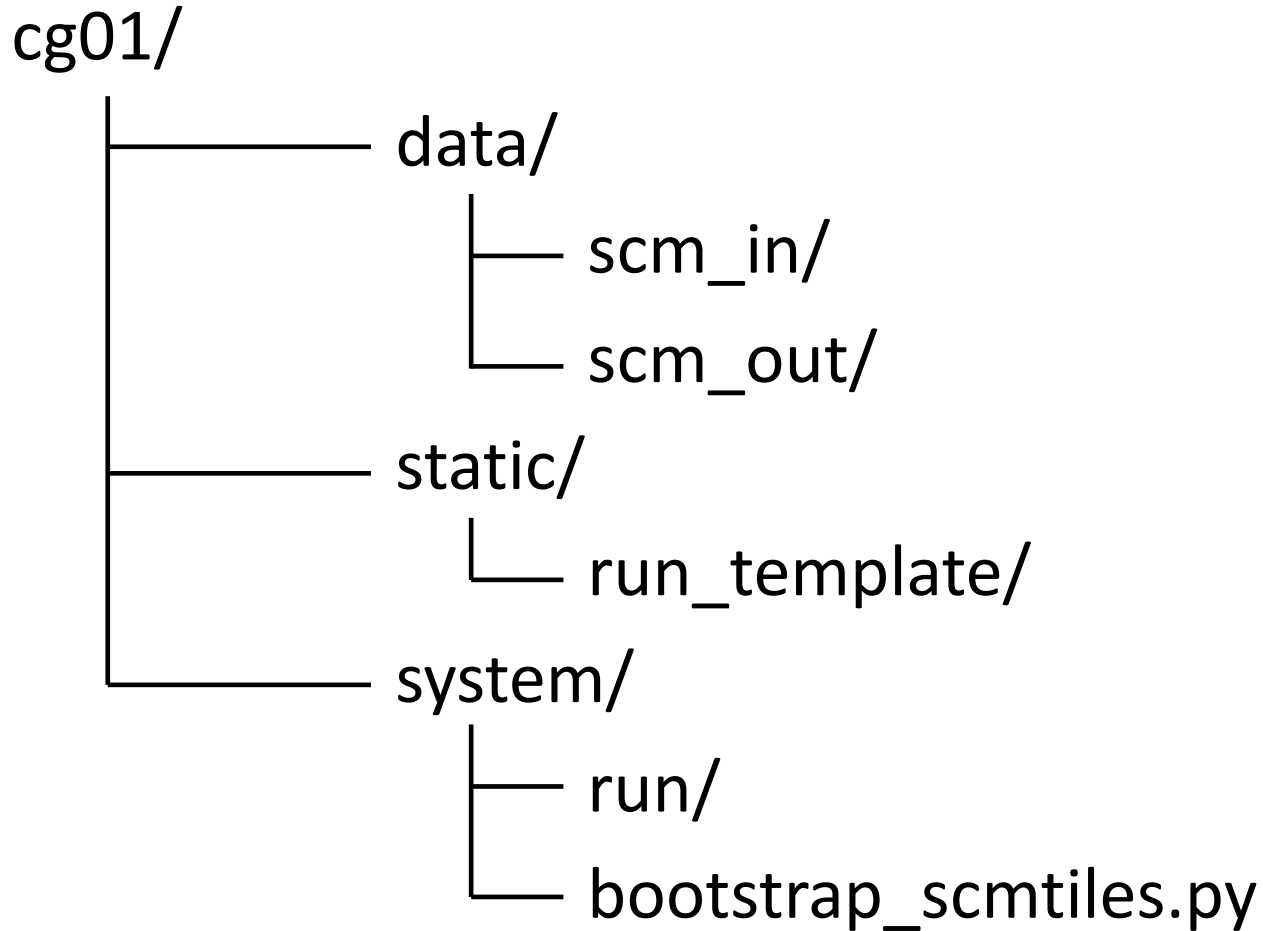 cg01/
data/
scm_in/
scm_out/
static/
run_template/
system/
run/
bootstrap_scmtiles.py